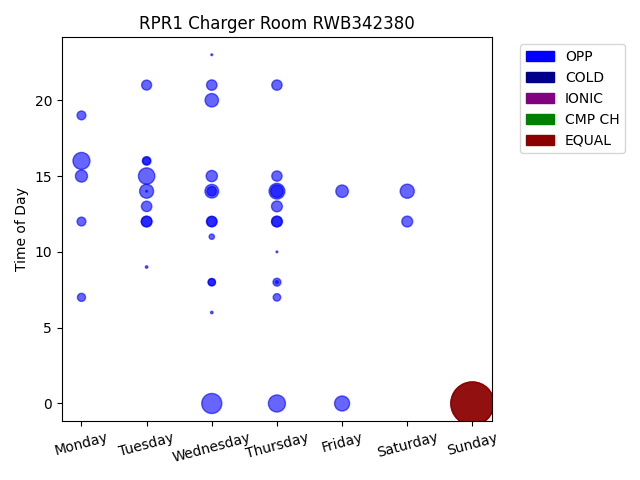 RPR1 Charger Room RWB342380
OPP
COLD
IONIC
CMP CH
EQUAL
Time of Day
20
15
10
5
0
Monday
Tuesday
Wednesday
Thursday
Friday
Saturday
Sunday